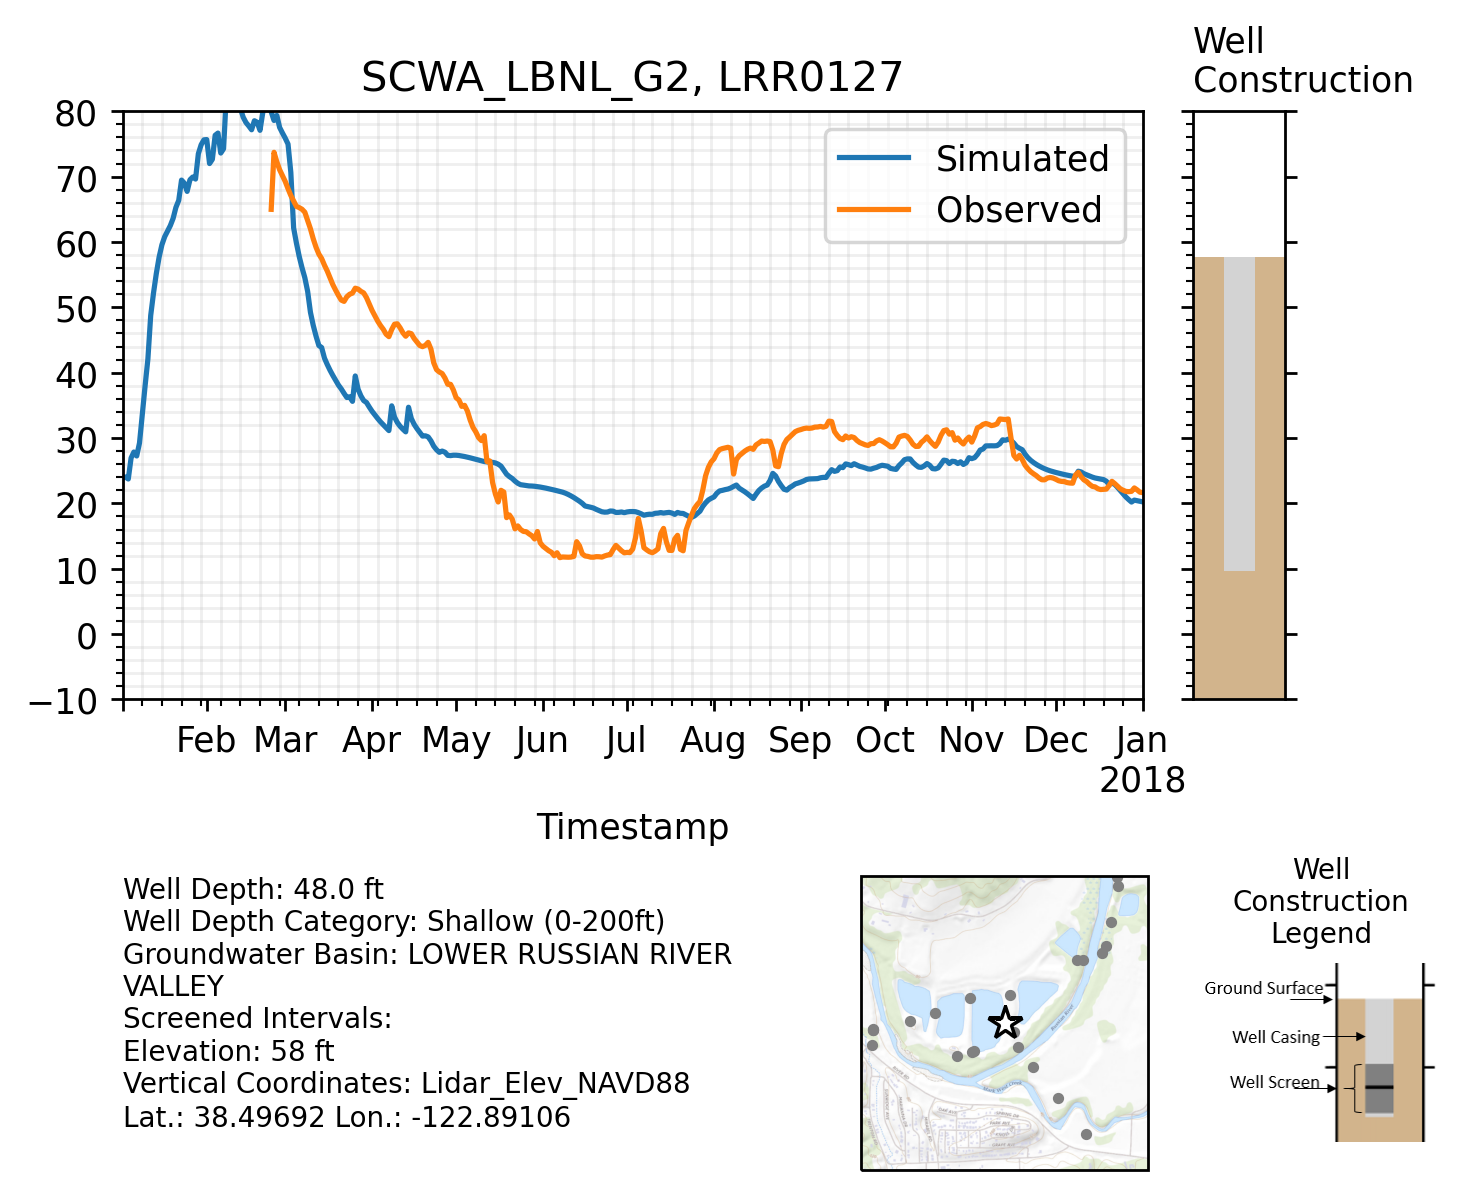 Well
Construction
SCWA_LBNL_G2, LRR0127
80
70
60
50
40
30
20
10
0
−10
Simulated
Observed
Feb Mar Apr May Jun Jul Aug Sep Oct Nov Dec Jan
2018
Timestamp
Well Depth: 48.0 ft
Well Depth Category: Shallow (0-200ft)
Groundwater Basin: LOWER RUSSIAN RIVER
VALLEY
Screened Intervals:
Elevation: 58 ft
Vertical Coordinates: Lidar_Elev_NAVD88
Lat.: 38.49692 Lon.: -122.89106
Well
Construction
Legend
Ground Surface
Well Casing
Well Screen